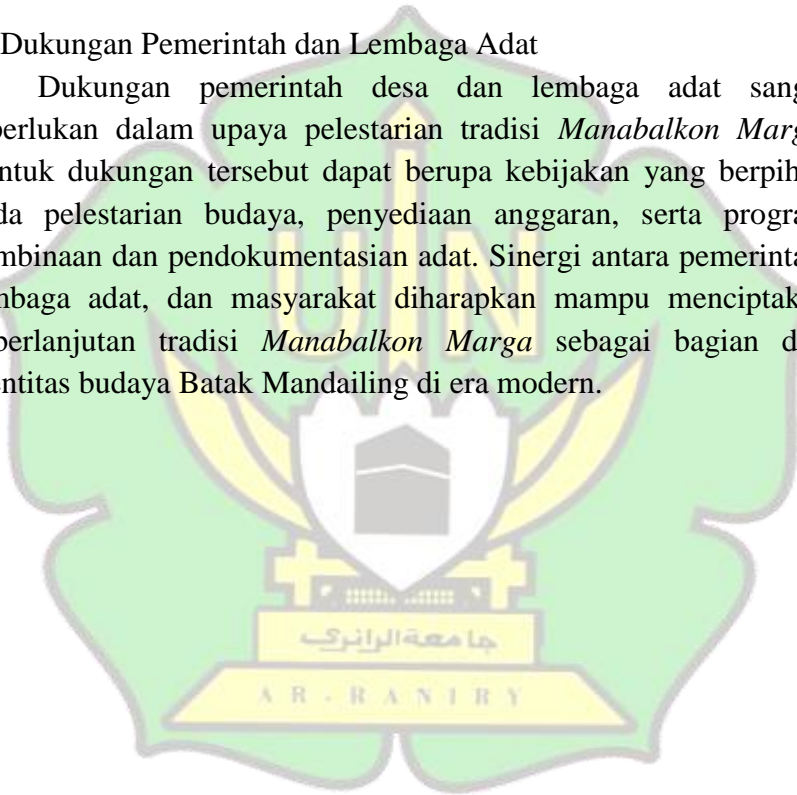 Dukungan Pemerintah dan Lembaga Adat
Dukungan pemerintah desa dan lembaga adat sang
perlukan dalam upaya pelestarian tradisi Manabalkon Marg
ntuk dukungan tersebut dapat berupa kebijakan yang berpih
da pelestarian budaya, penyediaan anggaran, serta progra
mbinaan dan pendokumentasian adat. Sinergi antara pemerinta
mbaga adat, dan masyarakat diharapkan mampu menciptak
perlanjutan tradisi Manabalkon Marga sebagai bagian d
entitas budaya Batak Mandailing di era modern.
UIN
جامعةالرانري
AR-RANIRY